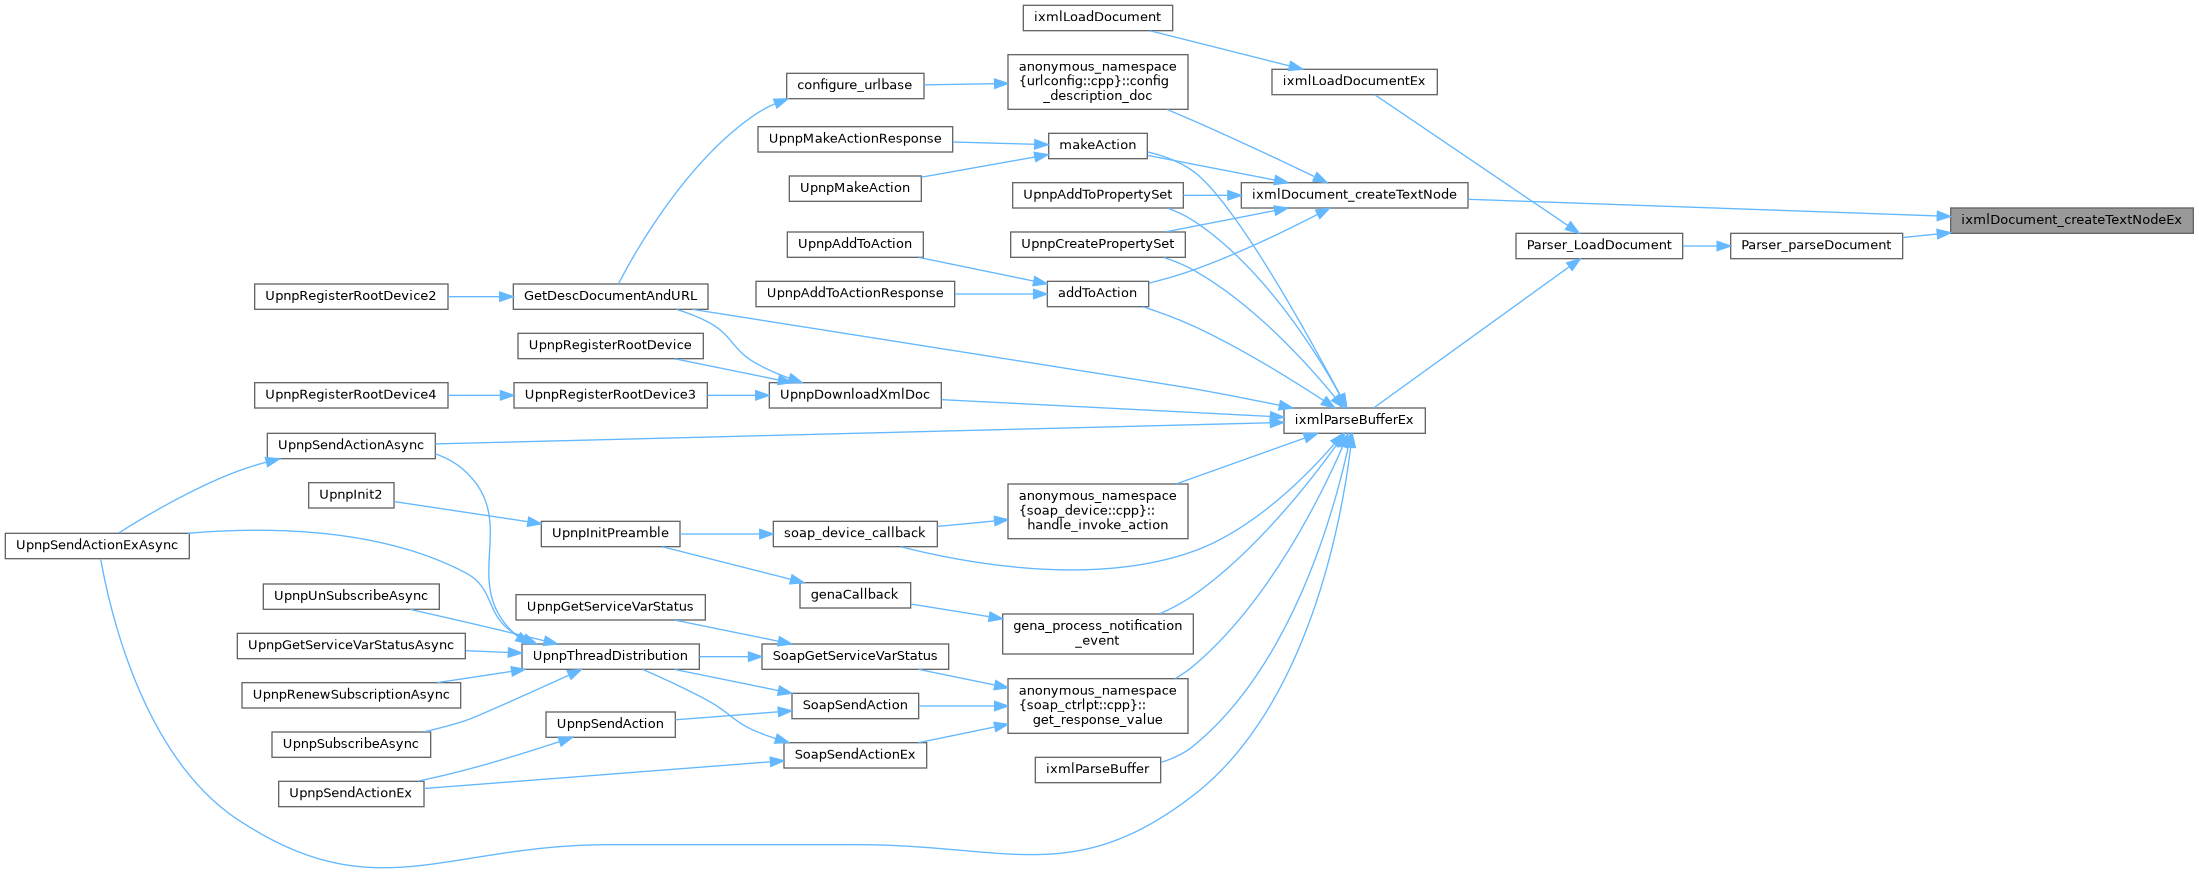 ixmlLoadDocument
anonymous_namespace
{urlconfig::cpp}::config
_description_doc
ixmlLoadDocumentEx
configure_urlbase
UpnpMakeActionResponse
makeAction
UpnpMakeAction
UpnpAddToPropertySet
ixmlDocument_createTextNode
ixmlDocument_createTextNodeEx
UpnpAddToAction
UpnpCreatePropertySet
Parser_LoadDocument
Parser_parseDocument
UpnpRegisterRootDevice2
GetDescDocumentAndURL
UpnpAddToActionResponse
addToAction
UpnpRegisterRootDevice
UpnpRegisterRootDevice4
UpnpRegisterRootDevice3
UpnpDownloadXmlDoc
ixmlParseBufferEx
UpnpSendActionAsync
UpnpInit2
anonymous_namespace
{soap_device::cpp}::
handle_invoke_action
UpnpSendActionExAsync
UpnpInitPreamble
soap_device_callback
UpnpUnSubscribeAsync
UpnpGetServiceVarStatus
genaCallback
gena_process_notification
_event
UpnpGetServiceVarStatusAsync
UpnpThreadDistribution
SoapGetServiceVarStatus
UpnpRenewSubscriptionAsync
anonymous_namespace
{soap_ctrlpt::cpp}::
get_response_value
SoapSendAction
UpnpSendAction
UpnpSubscribeAsync
SoapSendActionEx
ixmlParseBuffer
UpnpSendActionEx